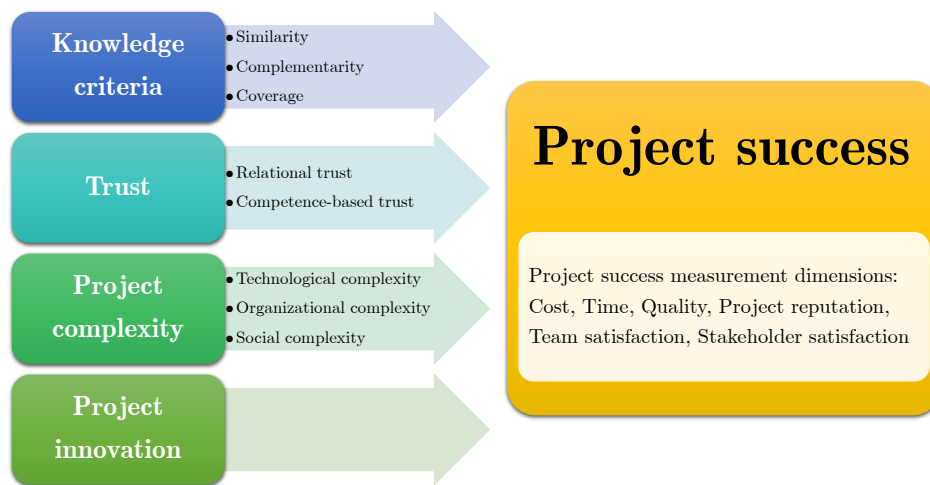 Knowledge
criteria
● Similarity
● Complementarity
● Coverage
Trust
● Relational trust
● Competence-based trust
Project
complexity
● Technological complexity
● Organizational complexity
● Social complexity
Project
innovation
Project success
Project success measurement dimensions:
Cost, Time, Quality, Project reputation,
Team satisfaction, Stakeholder satisfaction